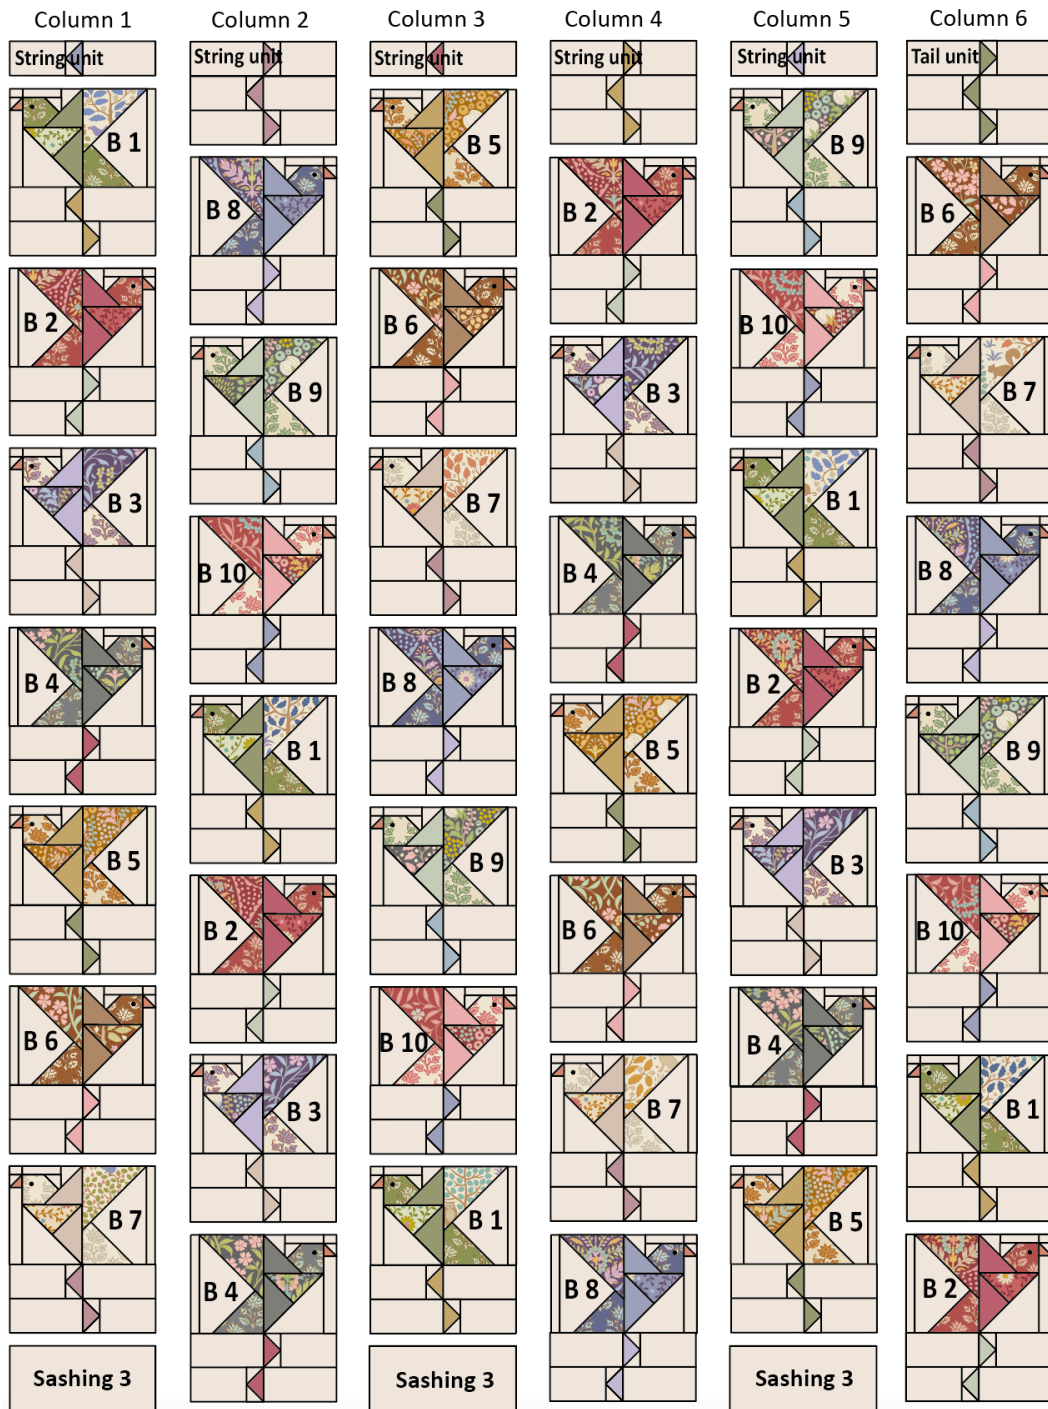 Column 1
Column 2
Column 3
Column 4
Column 5
Column 6
String unit
String unit
String unit
String unit
String unit
Tail unit
B 1
B 5
B 9
B 8
B 2
B 6
B 2
B 6
B 10
B 9
B 3
B 7
B 3
B 7
B 1
B 10
B 4
B 8
B 4
B 8
B 2
B 1
B 5
B 9
B 5
B 9
B 3
B 2
B 6
B 10
B 6
B 10
B 4
B 3
B 7
B 1
B 7
B 1
B 5
B 4
B 8
B 2
Sashing 3
Sashing 3
Sashing 3